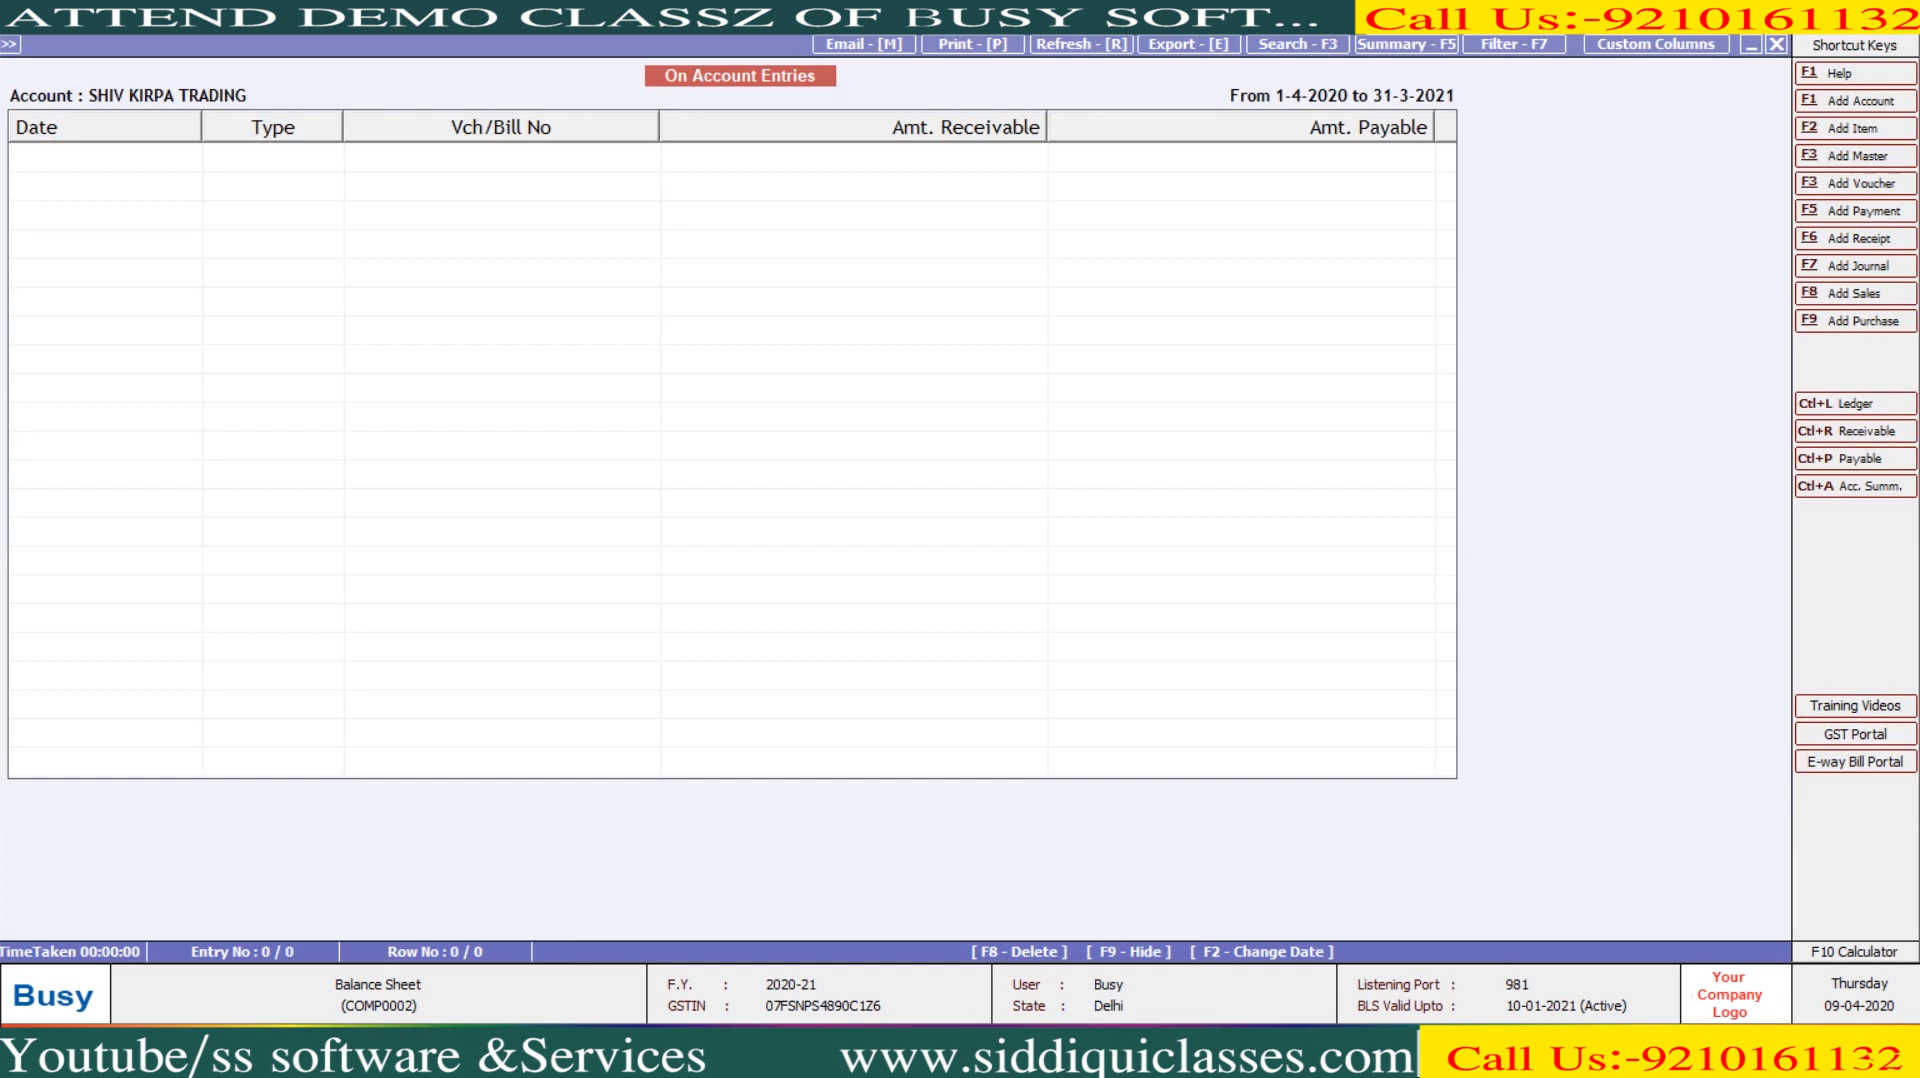 ATTEND DEMO CLASSZ OF BUSY SOFT... Call Us:-9210161132
>> Email - [M] Print - [P] Refresh - [R] Export - [E] Search - F3 Summary - F5 Filter - F7 Custom Columns _ X Shortcut Keys
On Account Entries
Account : SHIV KIRPA TRADING From 1-4-2020 to 31-3-2021
Date Type Vch/Bill No Amt. Receivable Amt. Payable
F1 Help
F1 Add Account
F2 Add Item
F3 Add Master
F3 Add Voucher
F5 Add Payment
F6 Add Receipt
F7 Add Journal
F8 Add Sales
F9 Add Purchase
Ctl+L Ledger
Ctl+R Receivable
Ctl+P Payable
Ctl+A Acc. Summ.
Training Videos
GST Portal
E-way Bill Portal
TimeTaken 00:00:00 Entry No : 0 / 0 Row No : 0 / 0 [ F8 - Delete ] [ F9 - Hide ] [ F2 - Change Date ] F10 Calculator
Busy
Balance Sheet
(COMP0002)
F.Y. : 2020-21
GSTIN : 07FSNPS4890C1Z6
User : Busy
State : Delhi
Listening Port : 981
BLS Valid Upto : 10-01-2021 (Active)
Your
Company
Logo
Thursday
09-04-2020
Youtube/ss software &Services www.siddiquiclasses.com Call Us:-9210161132